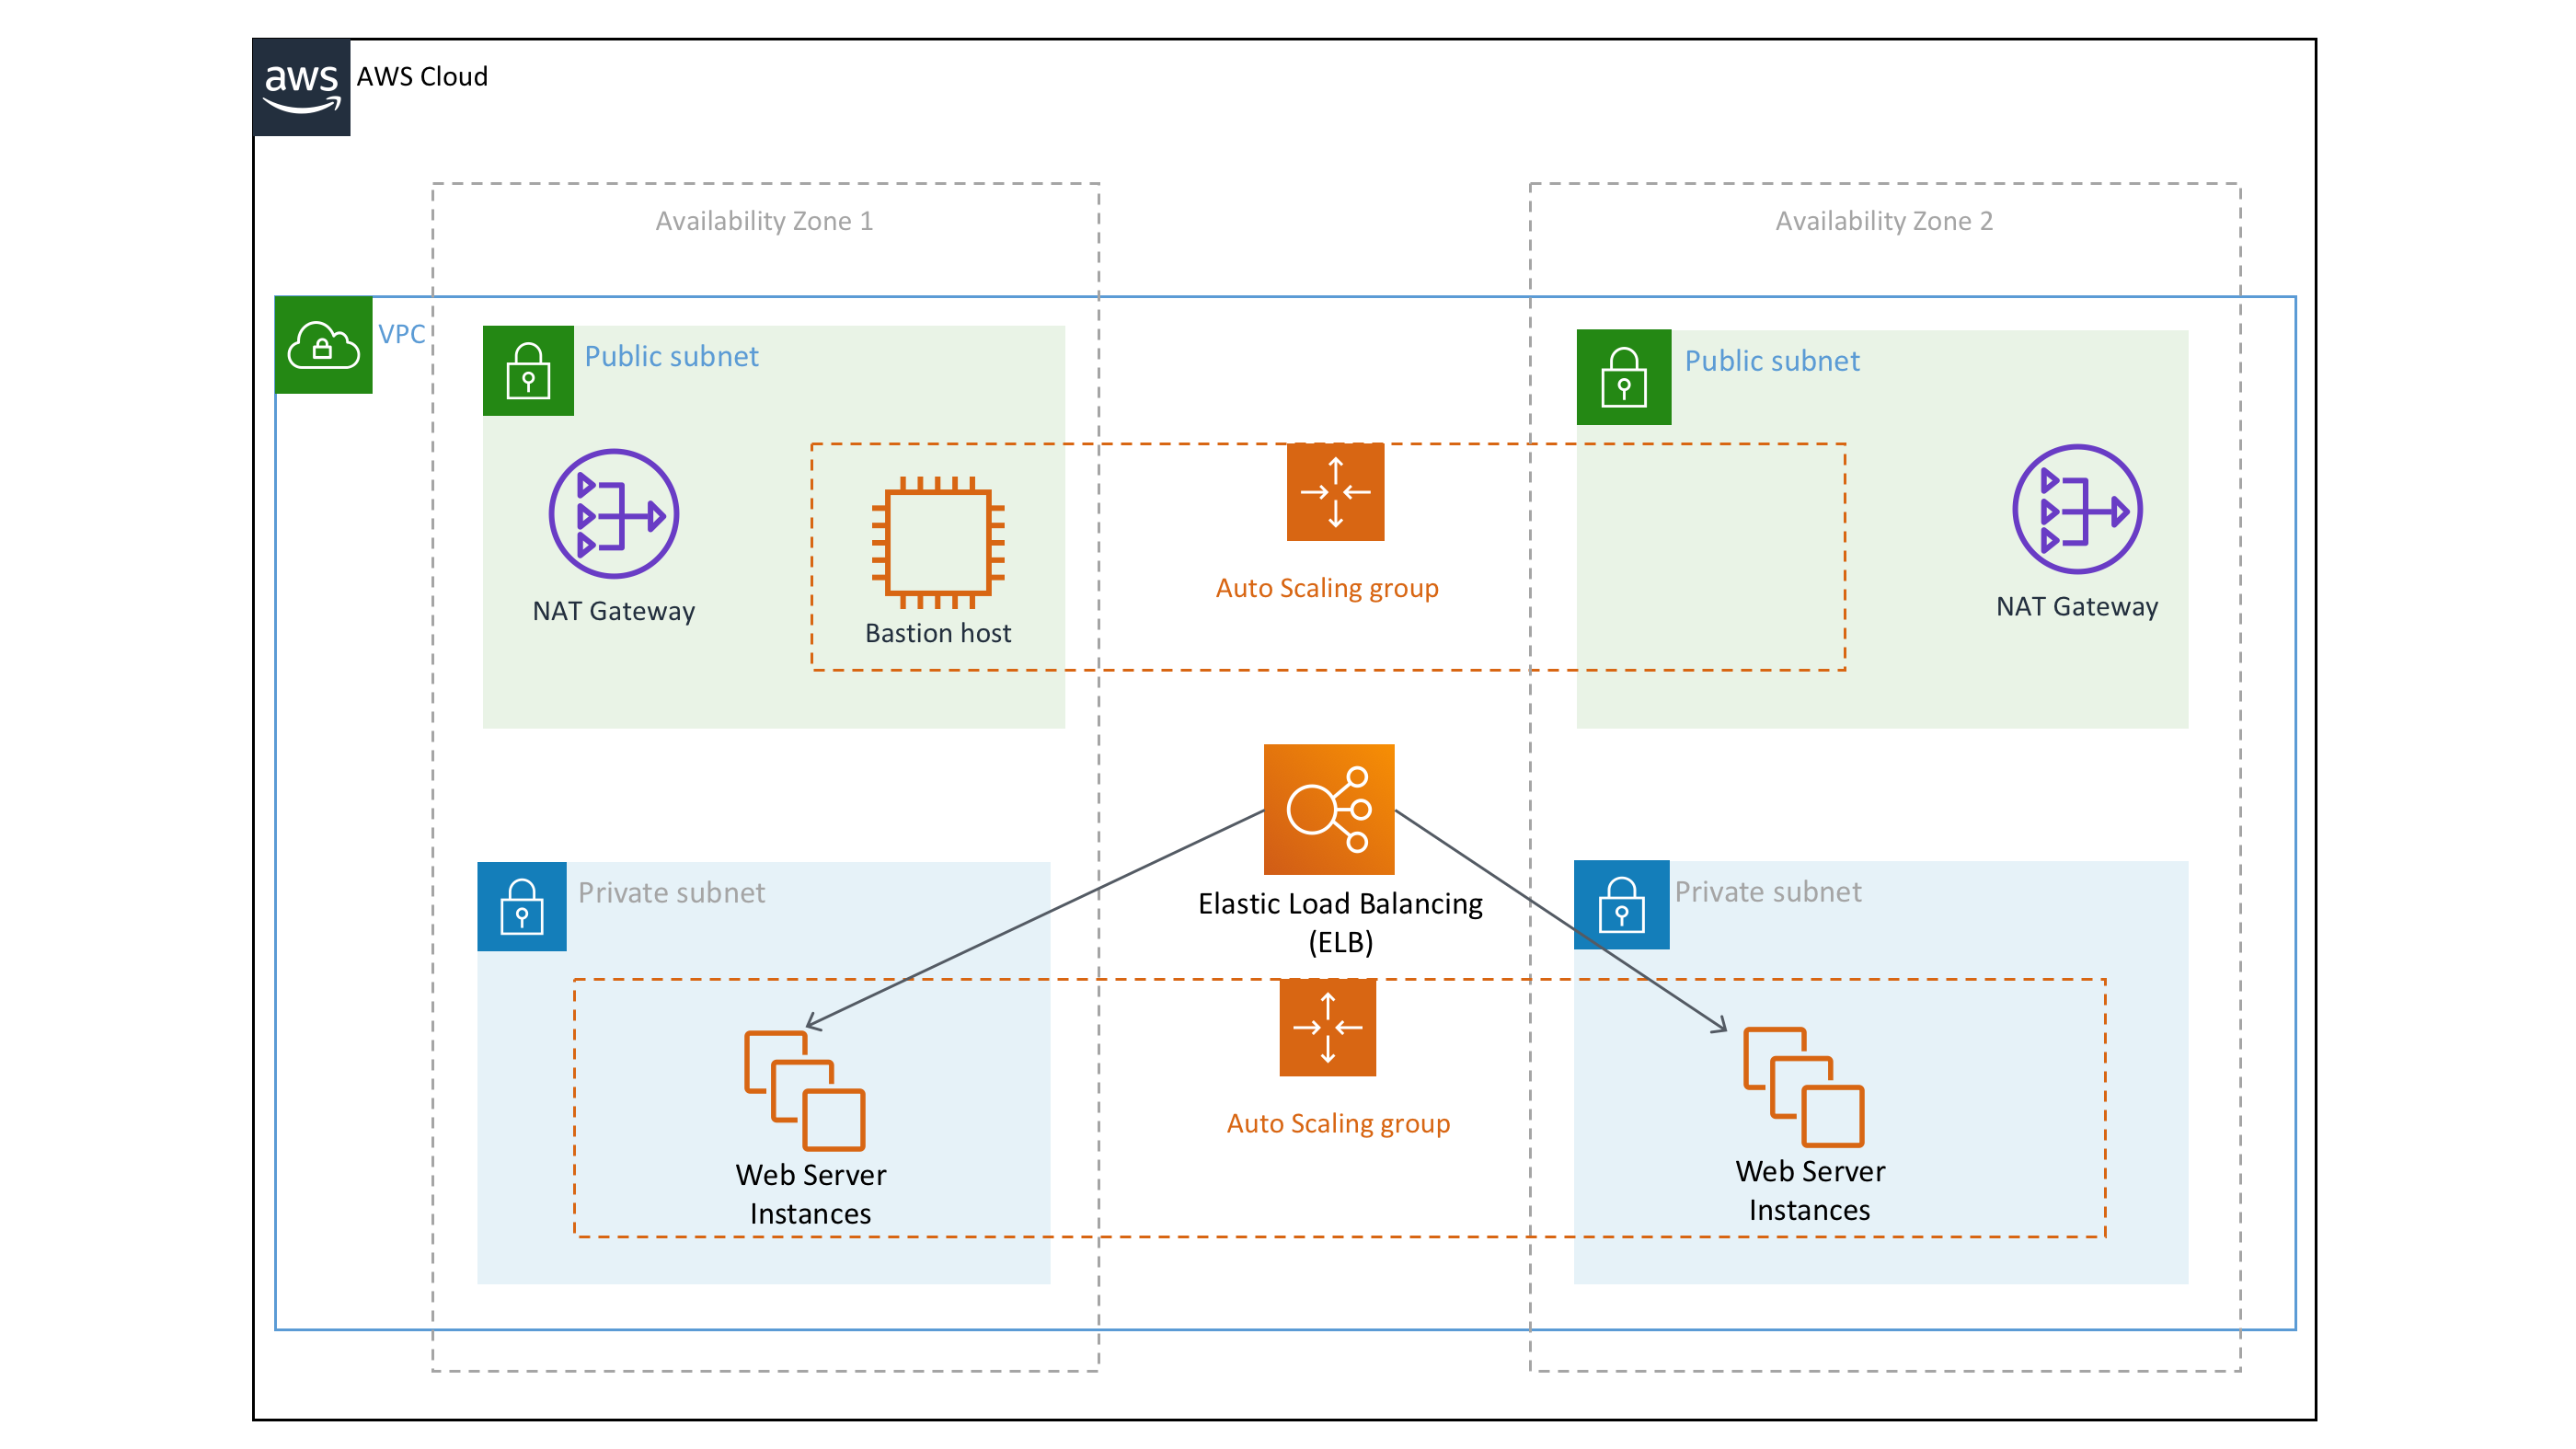 aws
AWS Cloud
Availability Zone 1
Availability Zone 2
VPC
Public subnet
Public subnet
NAT Gateway
Bastion host
Auto Scaling group
NAT Gateway
Elastic Load Balancing
(ELB)
Private subnet
Private subnet
Auto Scaling group
Web Server
Instances
Web Server
Instances